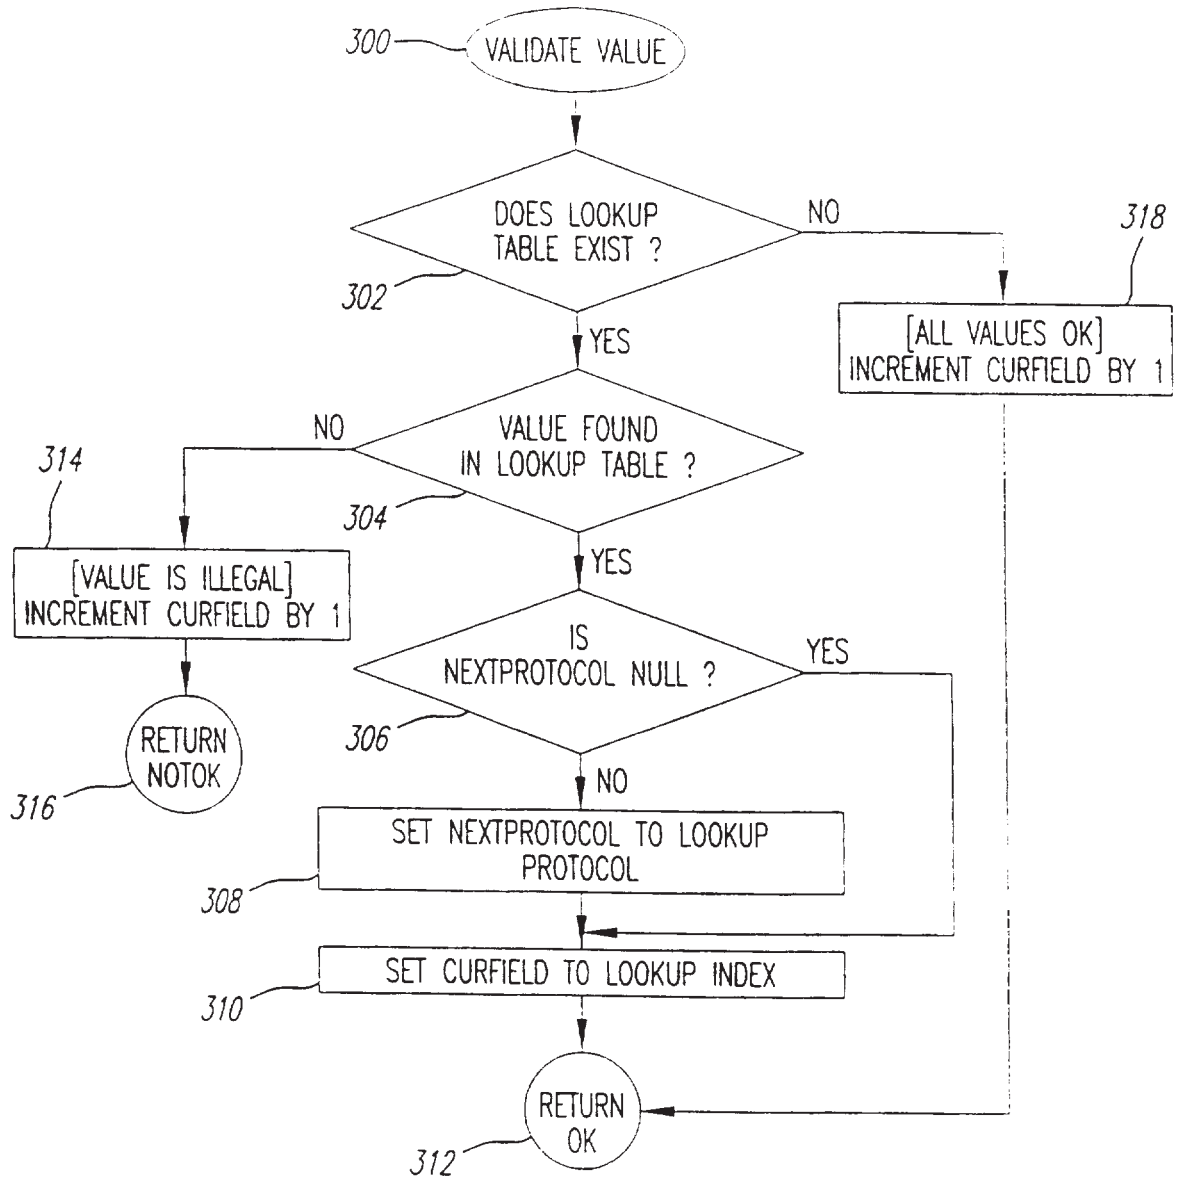 300
VALIDATE VALUE
DOES LOOKUP
TABLE EXIST ?
302
NO
318
[ALL VALUES OK]
INCREMENT CURFIELD BY 1
YES
VALUE FOUND
IN LOOKUP TABLE ?
304
NO
314
[VALUE IS ILLEGAL]
INCREMENT CURFIELD BY 1
RETURN
NOTOK
316
YES
IS
NEXTPROTOCOL NULL ?
306
YES
NO
SET NEXTPROTOCOL TO LOOKUP
PROTOCOL
308
SET CURFIELD TO LOOKUP INDEX
310
RETURN
OK
312